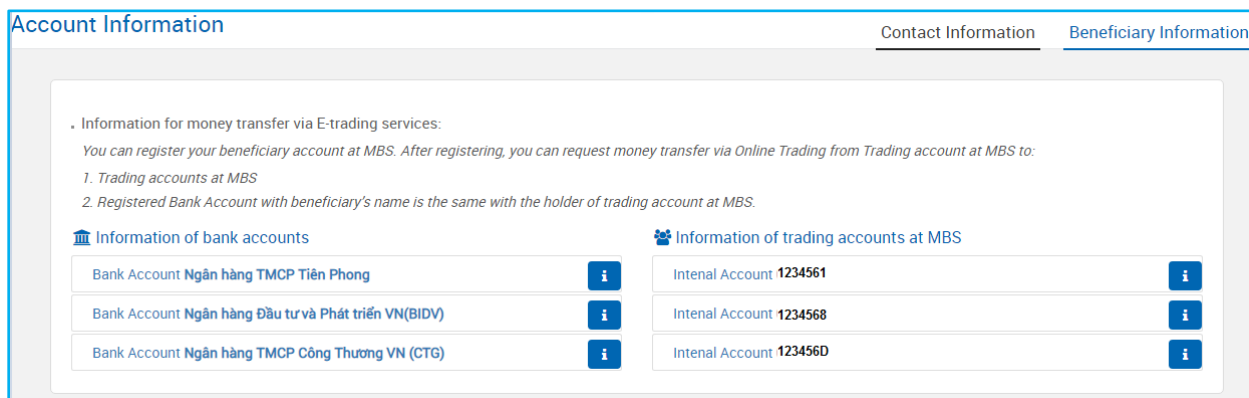 Account Information
Contact Information
Beneficiary Information
Information for money transfer via E-trading services:
You can register your beneficiary account at MBS. After registering, you can request money transfer via Online Trading from Trading account at MBS to:
1. Trading accounts at MBS
2. Registered Bank Account with beneficiary's name is the same with the holder of trading account at MBS.
Information of bank accounts
Bank Account Ngân hàng TMCP Tiên Phong
Bank Account Ngân hàng Đầu tư và Phát triển VN(BIDV)
Bank Account Ngân hàng TMCP Công Thương VN (CTG)
Information of trading accounts at MBS
Intenal Account 1234561
Intenal Account 1234568
Intenal Account 123456D